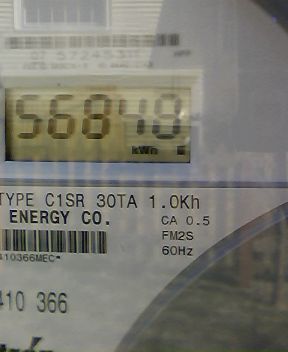 56848
kWh
TYPE C1SR 30TA 1.0Kh
ENERGY CO.
CA 0.5
FM2S
60Hz
410366MEC*
410 366